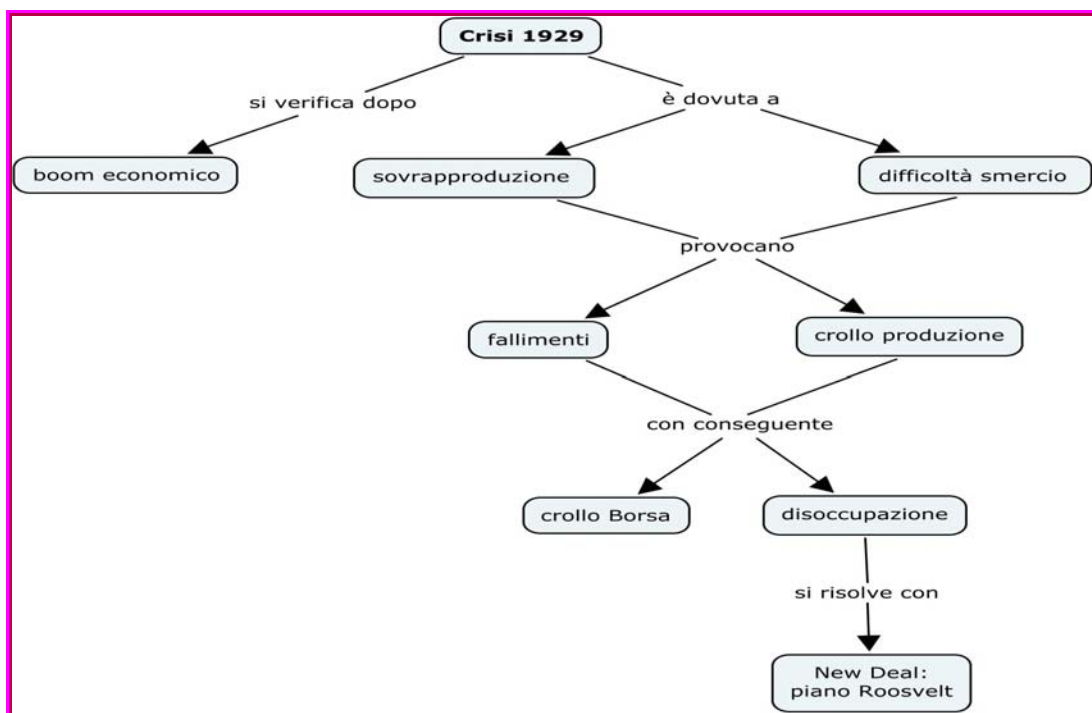 Crisi 1929
si verifica dopo
è dovuta a
boom economico
sovrapproduzione
difficoltà smercio
provocano
fallimenti
crollo produzione
con conseguente
crollo Borsa
disoccupazione
si risolve con
New Deal:
piano Roosvelt